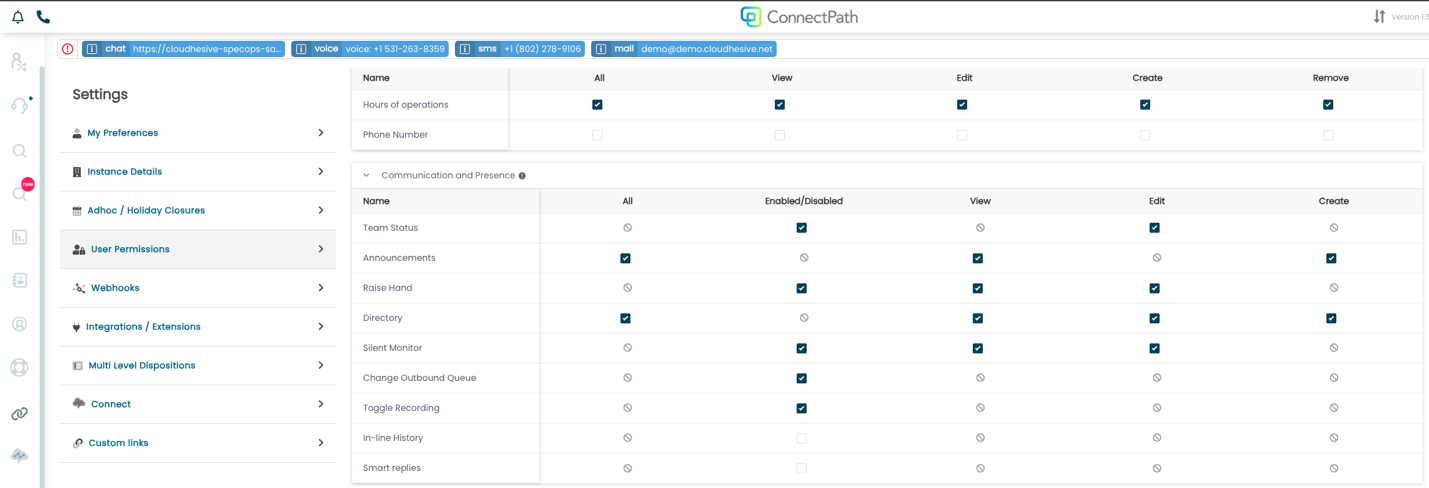 ConnectPath
Version 1.5
chat https://cloudhesive-specops-sa...
voice voice: +1 531-263-8359
sms +1 (802) 278-9106
mail demo@demo.cloudhesive.net
new
Settings
My Preferences
Instance Details
Adhoc / Holiday Closures
User Permissions
Webhooks
Integrations / Extensions
Multi Level Dispositions
Connect
Custom links
Name All View Edit Create Remove
Hours of operations
Phone Number
Communication and Presence
Name All Enabled/Disabled View Edit Create
Team Status
Announcements
Raise Hand
Directory
Silent Monitor
Change Outbound Queue
Toggle Recording
In-line History
Smart replies